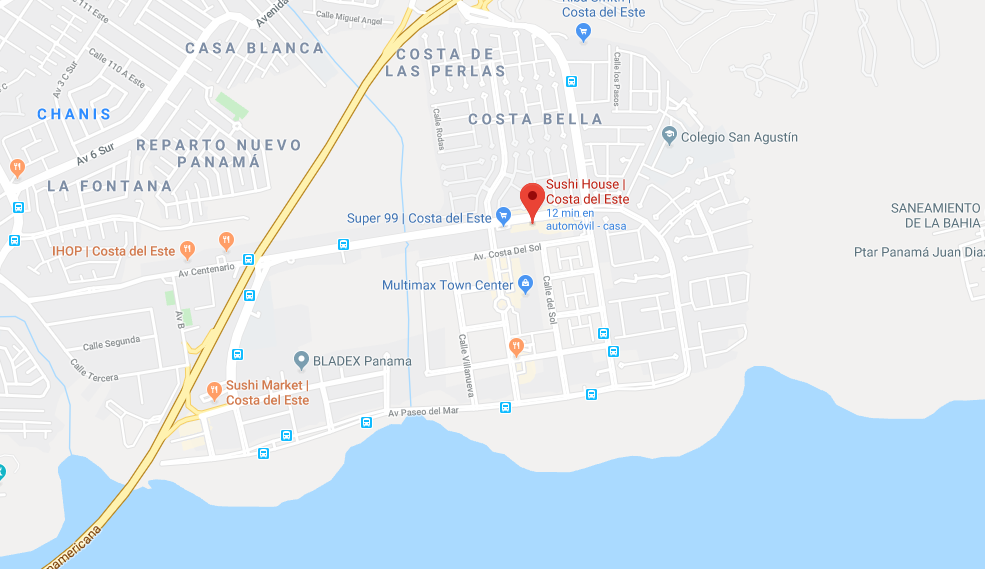 Costa del Este
Calle Miguel Angel
Avenida
CASA BLANCA
COSTA DE
LAS PERLAS
Calle 110 A Este
Av 3 C Sur
Calle los Pasos
CHANIS
COSTA BELLA
Calle Rodas
Colegio San Agustín
REPARTO NUEVO
PANAMÁ
Av 6 Sur
LA FONTANA
Sushi House |
Costa del Este
12 min en
automóvil - casa
Super 99 | Costa del Este
SANEAMIENTO
DE LA BAHIA
IHOP | Costa del Este
Av. Costa Del Sol
Ptar Panamá Juan Diaz
Av Centenario
Multimax Town Center
Calle del Sol
Av B
Calle Segunda
Calle Villanueva
BLADEX Panama
Calle Tercera
Sushi Market |
Costa del Este
Av Paseo del Mar
namericana